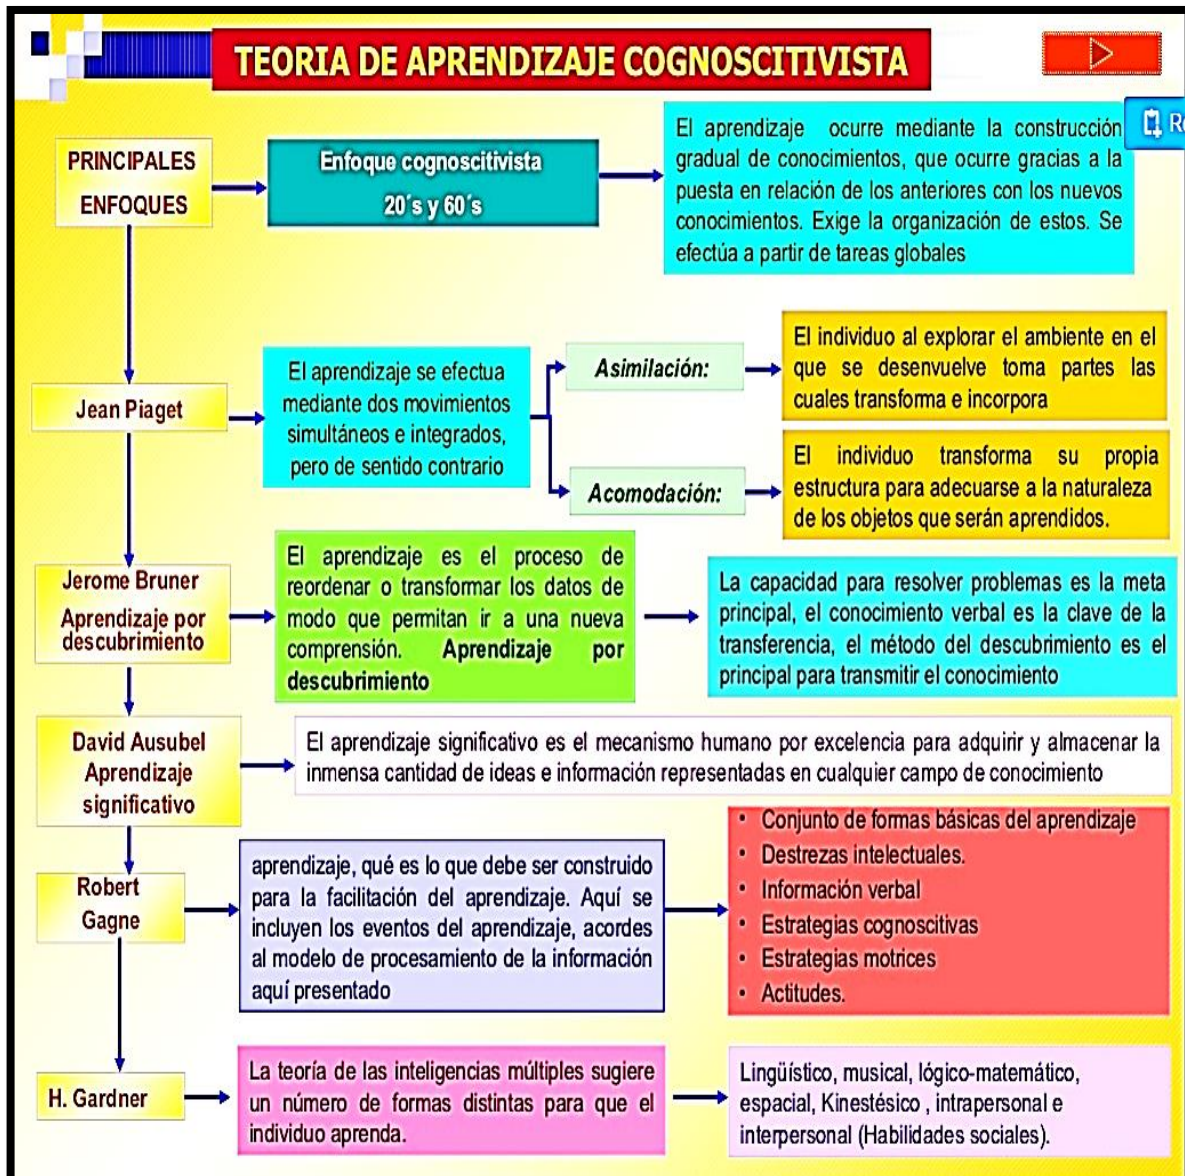 TEORIA DE APRENDIZAJE COGNOSCITIVISTA
PRINCIPALES
ENFOQUES
Enfoque cognoscitivista
20´s y 60´s
El aprendizaje ocurre mediante la construcción
gradual de conocimientos, que ocurre gracias a la
puesta en relación de los anteriores con los nuevos
conocimientos. Exige la organización de estos. Se
efectúa a partir de tareas globales
Jean Piaget
El aprendizaje se efectua
mediante dos movimientos
simultáneos e integrados,
pero de sentido contrario
Asimilación:
El individuo al explorar el ambiente en el
que se desenvuelve toma partes las
cuales transforma e incorpora
Acomodación:
El individuo transforma su propia
estructura para adecuarse a la naturaleza
de los objetos que serán aprendidos.
Jerome Bruner
Aprendizaje por
descubrimiento
El aprendizaje es el proceso de
reordenar o transformar los datos de
modo que permitan ir a una nueva
comprensión. Aprendizaje por
descubrimiento
La capacidad para resolver problemas es la meta
principal, el conocimiento verbal es la clave de la
transferencia, el método del descubrimiento es el
principal para transmitir el conocimiento
David Ausubel
Aprendizaje
significativo
El aprendizaje significativo es el mecanismo humano por excelencia para adquirir y almacenar la
inmensa cantidad de ideas e información representadas en cualquier campo de conocimiento
Robert
Gagne
aprendizaje, qué es lo que debe ser construido
para la facilitación del aprendizaje. Aquí se
incluyen los eventos del aprendizaje, acordes
al modelo de procesamiento de la información
aquí presentado
• Conjunto de formas básicas del aprendizaje
• Destrezas intelectuales.
• Información verbal
• Estrategias cognoscitivas
• Estrategias motrices
• Actitudes.
H. Gardner
La teoría de las inteligencias múltiples sugiere
un número de formas distintas para que el
individuo aprenda.
Lingüístico, musical, lógico-matemático,
espacial, Kinestésico , intrapersonal e
interpersonal (Habilidades sociales).